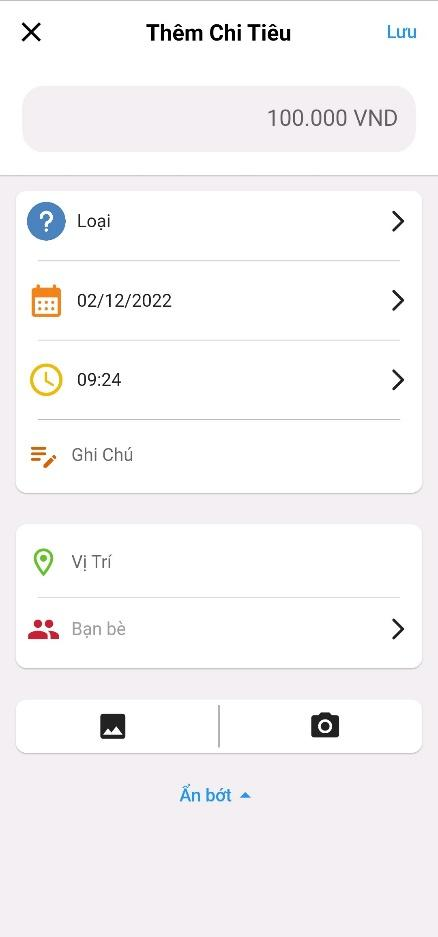 Thêm Chi Tiêu
Lưu
100.000 VND
Loại
02/12/2022
09:24
Ghi Chú
Vị Trí
Bạn bè
Ẩn bớt